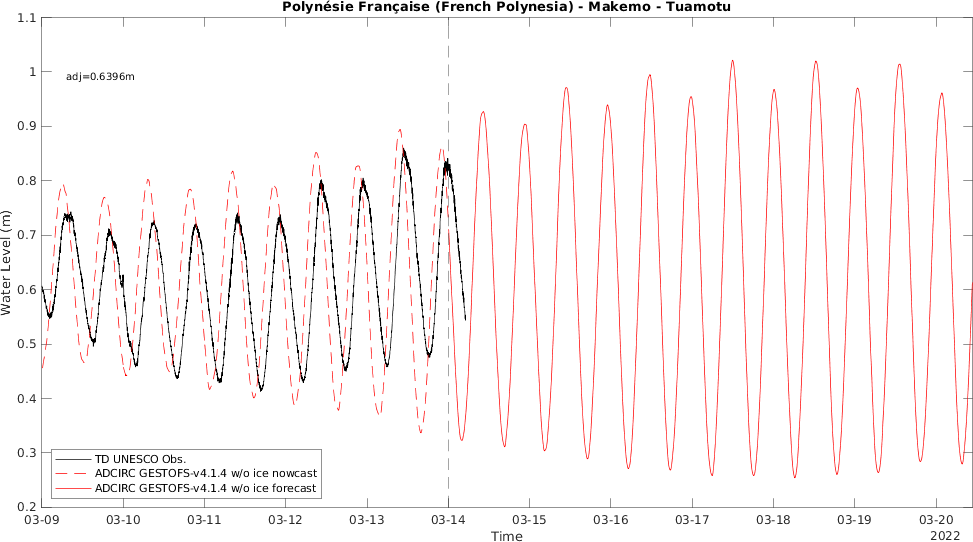 Polynésie Française (French Polynesia) - Makemo - Tuamotu
1.1
1
0.9
0.8
0.7
0.6
0.5
0.4
0.3
0.2
Water Level (m)
adj=0.6396m
TD UNESCO Obs.
ADCIRC GESTOFS-v4.1.4 w/o ice nowcast
ADCIRC GESTOFS-v4.1.4 w/o ice forecast
03-09 03-10 03-11 03-12 03-13 03-14 03-15 03-16 03-17 03-18 03-19 03-20
Time 2022